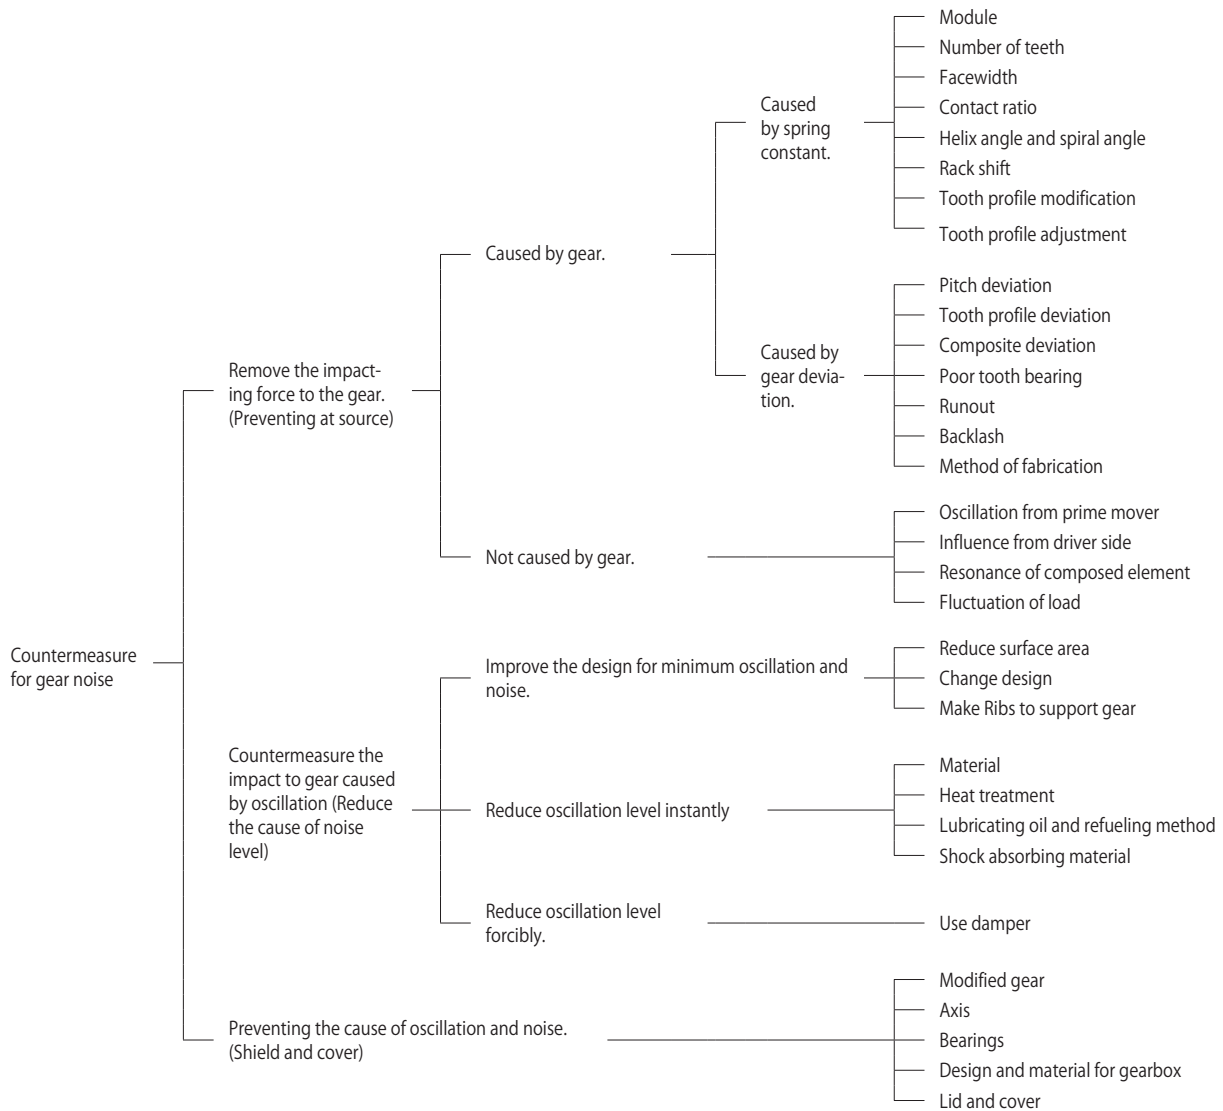 Countermeasure
for gear noise
Remove the impact-
ing force to the gear.
(Preventing at source)
Caused by gear.
Caused
by spring
constant.
Module
Number of teeth
Facewidth
Contact ratio
Helix angle and spiral angle
Rack shift
Tooth profile modification
Tooth profile adjustment
Caused by
gear devia-
tion.
Pitch deviation
Tooth profile deviation
Composite deviation
Poor tooth bearing
Runout
Backlash
Method of fabrication
Not caused by gear.
Oscillation from prime mover
Influence from driver side
Resonance of composed element
Fluctuation of load
Countermeasure the
impact to gear caused
by oscillation (Reduce
the cause of noise
level)
Improve the design for minimum oscillation and
noise.
Reduce surface area
Change design
Make Ribs to support gear
Reduce oscillation level instantly
Material
Heat treatment
Lubricating oil and refueling method
Shock absorbing material
Reduce oscillation level
forcibly.
Use damper
Preventing the cause of oscillation and noise.
(Shield and cover)
Modified gear
Axis
Bearings
Design and material for gearbox
Lid and cover